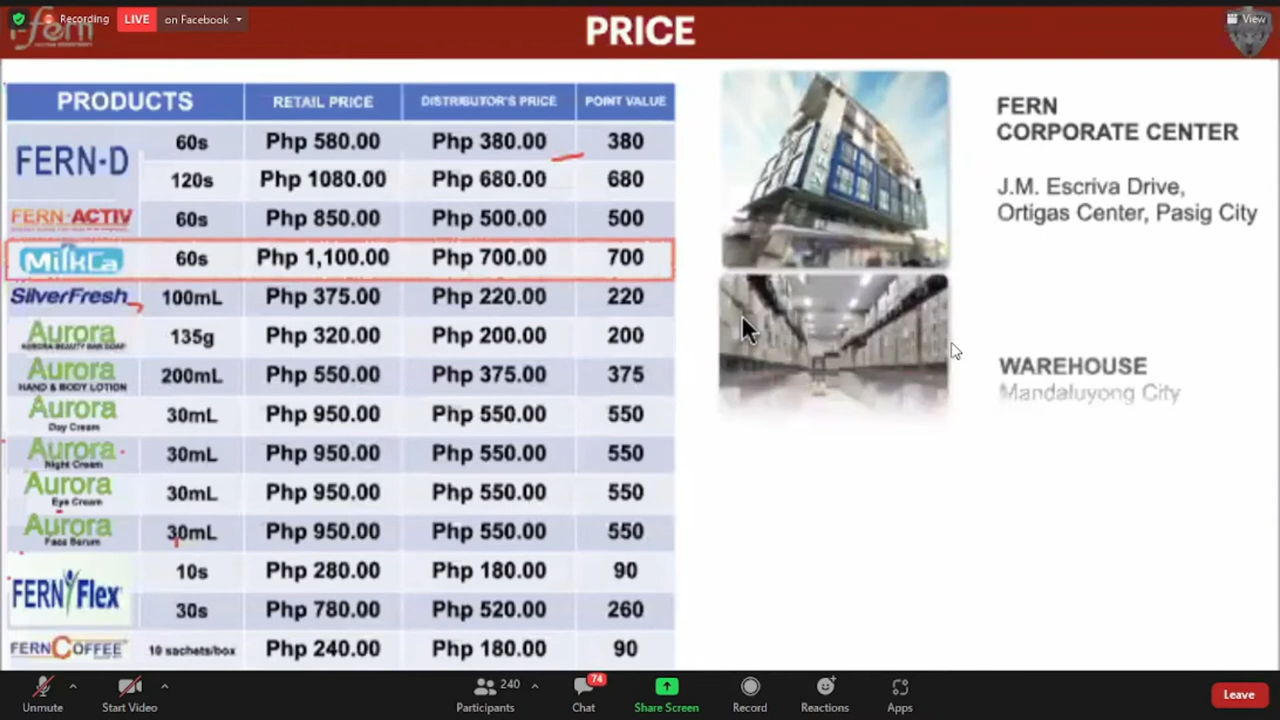 Recording LIVE on Facebook
i-fern
PRICE
View
PRODUCTS RETAIL PRICE DISTRIBUTOR'S PRICE POINT VALUE
FERN-D 60s Php 580.00 Php 380.00 380
120s Php 1080.00 Php 680.00 680
FERN-ACTIV 60s Php 850.00 Php 500.00 500
MilkCa 60s Php 1,100.00 Php 700.00 700
SilverFresh 100mL Php 375.00 Php 220.00 220
Aurora 135g Php 320.00 Php 200.00 200
AURORA BEAUTY BAR SOAP
Aurora 200mL Php 550.00 Php 375.00 375
HAND & BODY LOTION
Aurora 30mL Php 950.00 Php 550.00 550
Day Cream
Aurora 30mL Php 950.00 Php 550.00 550
Night Cream
Aurora 30mL Php 950.00 Php 550.00 550
Eye Cream
Aurora 30mL Php 950.00 Php 550.00 550
Face Serum
FERN Flex 10s Php 280.00 Php 180.00 90
30s Php 780.00 Php 520.00 260
FERNCOFFEE 10 sachets/box Php 240.00 Php 180.00 90
FERN
CORPORATE CENTER
J.M. Escriva Drive,
Ortigas Center, Pasig City
WAREHOUSE
Mandaluyong City
Unmute Start Video Participants 240 Chat 74 Share Screen Record Reactions Apps Leave